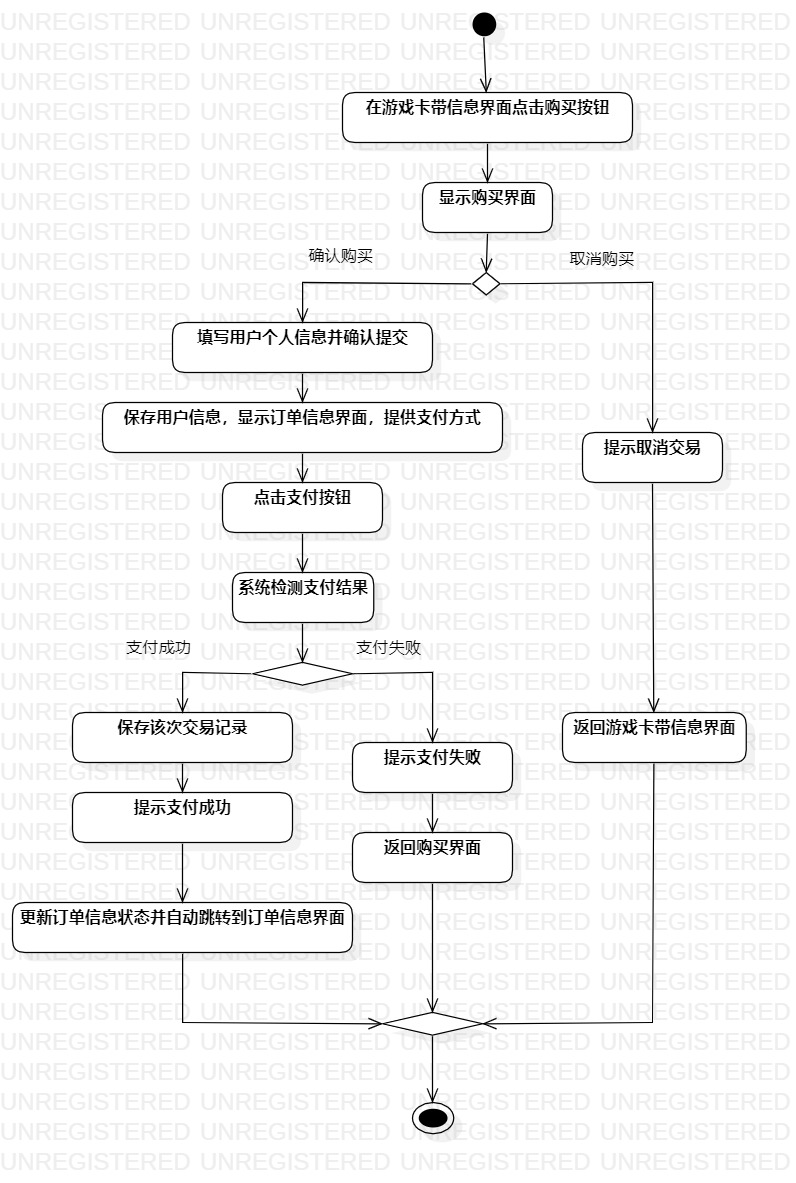 在游戏卡带信息界面点击购买按钮
显示购买界面
确认购买
取消购买
填写用户个人信息并确认提交
保存用户信息，显示订单信息界面，提供支付方式
提示取消交易
点击支付按钮
系统检测支付结果
支付成功
支付失败
保存该次交易记录
返回游戏卡带信息界面
提示支付失败
提示支付成功
返回购买界面
更新订单信息状态并自动跳转到订单信息界面
UNREGISTERED UNREGISTERED UNREGISTERED UNREGISTERED